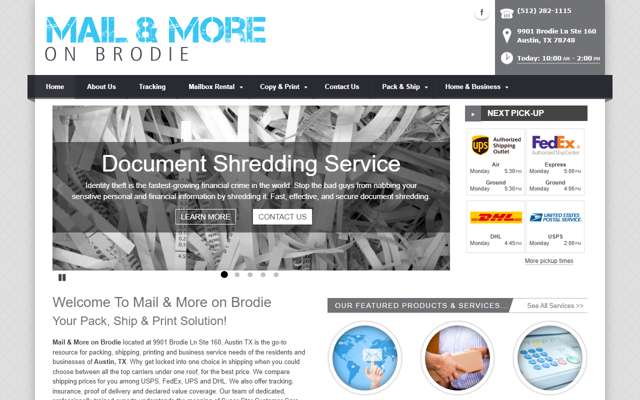 MAIL & MORE
ON BRODIE
f
(512) 282-1115
9901 Brodie Ln Ste 160
Austin, TX 78748
Today: 10:00 AM - 2:00 PM
Home
About Us
Tracking
Mailbox Rental
Copy & Print
Contact Us
Pack & Ship
Home & Business
Document Shredding Service
Identity theft is the fastest-growing financial crime in the world! Stop the bad guys from nabbing your
sensitive personal and financial information by shredding it. Fast, effective, and secure document shredding.
LEARN MORE
CONTACT US
NEXT PICK-UP
ups Authorized
Shipping
Outlet
Air
Monday 5:30 PM
Ground
Monday 5:30 PM
FedEx
Authorized ShipCenter
Express
Monday 4:00 PM
Ground
Monday
DHL
DHL
Monday 4:45 PM
UNITED STATES
POSTAL SERVICE
USPS
Monday
More pickup times
Welcome To Mail & More on Brodie
Your Pack, Ship & Print Solution!
Mail & More on Brodie located at 9901 Brodie Ln Ste 160, Austin TX is the go-to
resource for packing, shipping, printing and business service needs of the residents and
businesses of Austin, TX. Why get locked into one choice in shipping when you could
choose between all the top carriers under one roof, for the best price. We compare
shipping prices for you among USPS, FedEx, UPS and DHL. We also offer tracking,
insurance, proof of delivery and declared value coverage. Our team of dedicated,
OUR FEATURED PRODUCTS & SERVICES...
See All Services >>